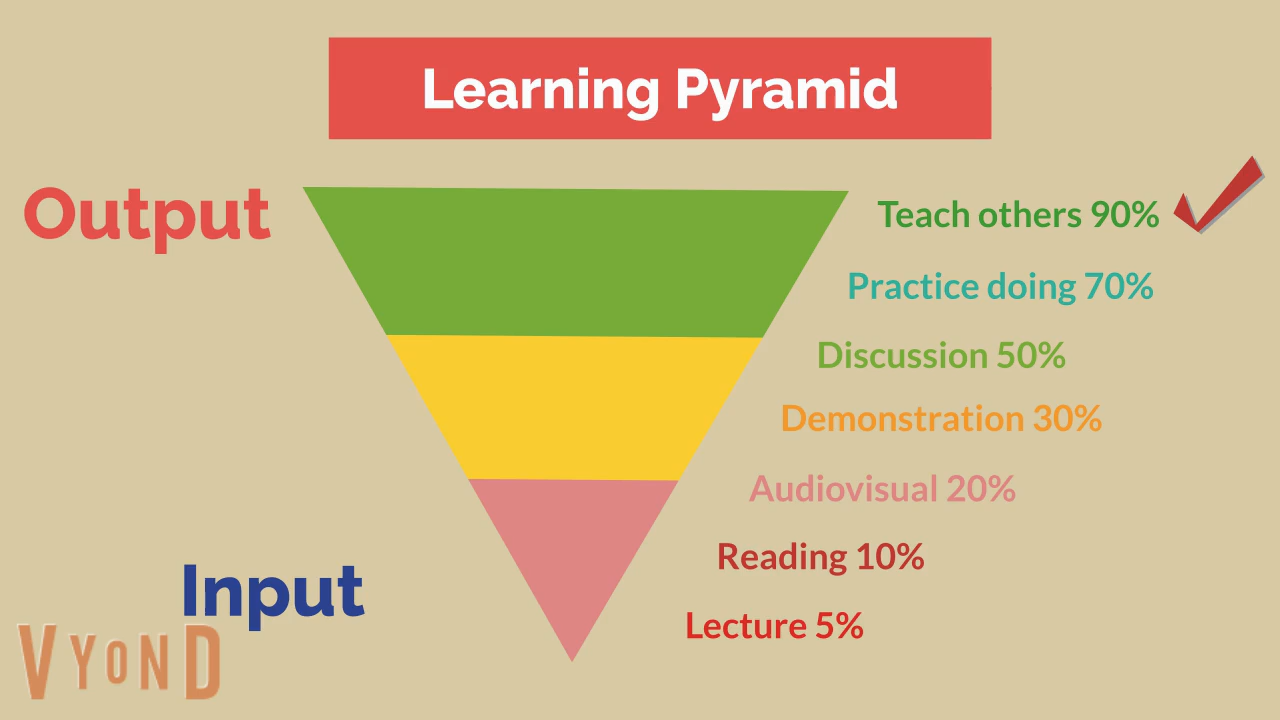 Learning Pyramid
Output
Teach others 90%
Practice doing 70%
Discussion 50%
Demonstration 30%
Audiovisual 20%
Reading 10%
Input
Lecture 5%
VYOND